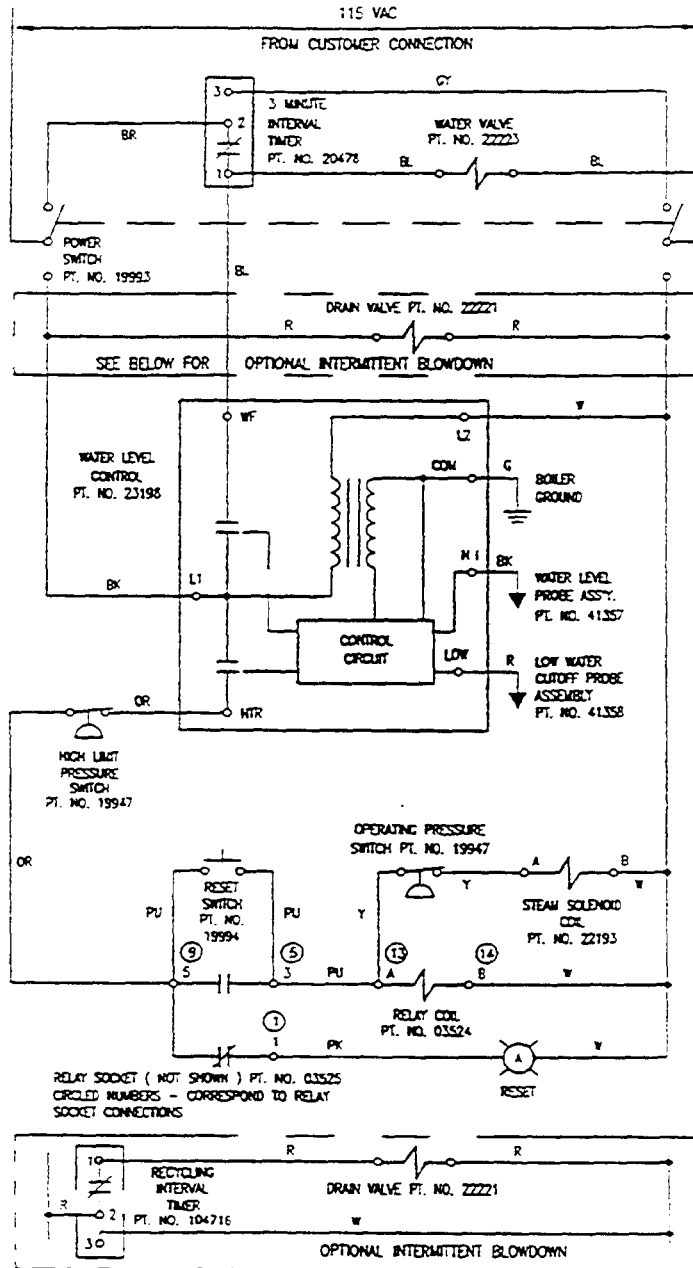 115 VAC
FROM CUSTOMER CONNECTION
GY
3
3 MINUTE
INTERVAL
TIMER
PT. NO. 20478
2
BR
WATER VALVE
PT. NO. 22223
1
BL
BL
POWER
SWITCH
PT. NO. 19993
BL
DRAIN VALVE PT. NO. 22221
R
R
SEE BELOW FOR OPTIONAL INTERMITTENT BLOWDOWN
WF
W
L2
WATER LEVEL
CONTROL
PT. NO. 23198
COM
G
BOILER
GROUND
BK
L1
BK
WATER LEVEL
PROBE ASS'Y.
PT. NO. 41357
CONTROL
CIRCUIT
LOW
R
LOW WATER
CUTOFF PROBE
ASSEMBLY
PT. NO. 41358
OR
HTR
HIGH LIMIT
PRESSURE
SWITCH
PT. NO. 19947
OR
OPERATING PRESSURE
SWITCH PT. NO. 19947
A
B
Y
W
STEAM SOLENOID
COIL
PT. NO. 22193
RESET
SWITCH
PT. NO.
19994
PU
PU
Y
9
5
13
14
5
3
PU
A
B
W
RELAY COIL
PT. NO. 03524
1
1
PK
A
W
RESET
RELAY SOCKET ( NOT SHOWN ) PT. NO. 03525
CIRCLED NUMBERS - CORRESPOND TO RELAY
SOCKET CONNECTIONS
1
R
R
RECYCLING
INTERVAL
TIMER
PT. NO. 104716
DRAIN VALVE PT. NO. 22221
R
2
W
3
OPTIONAL INTERMITTENT BLOWDOWN